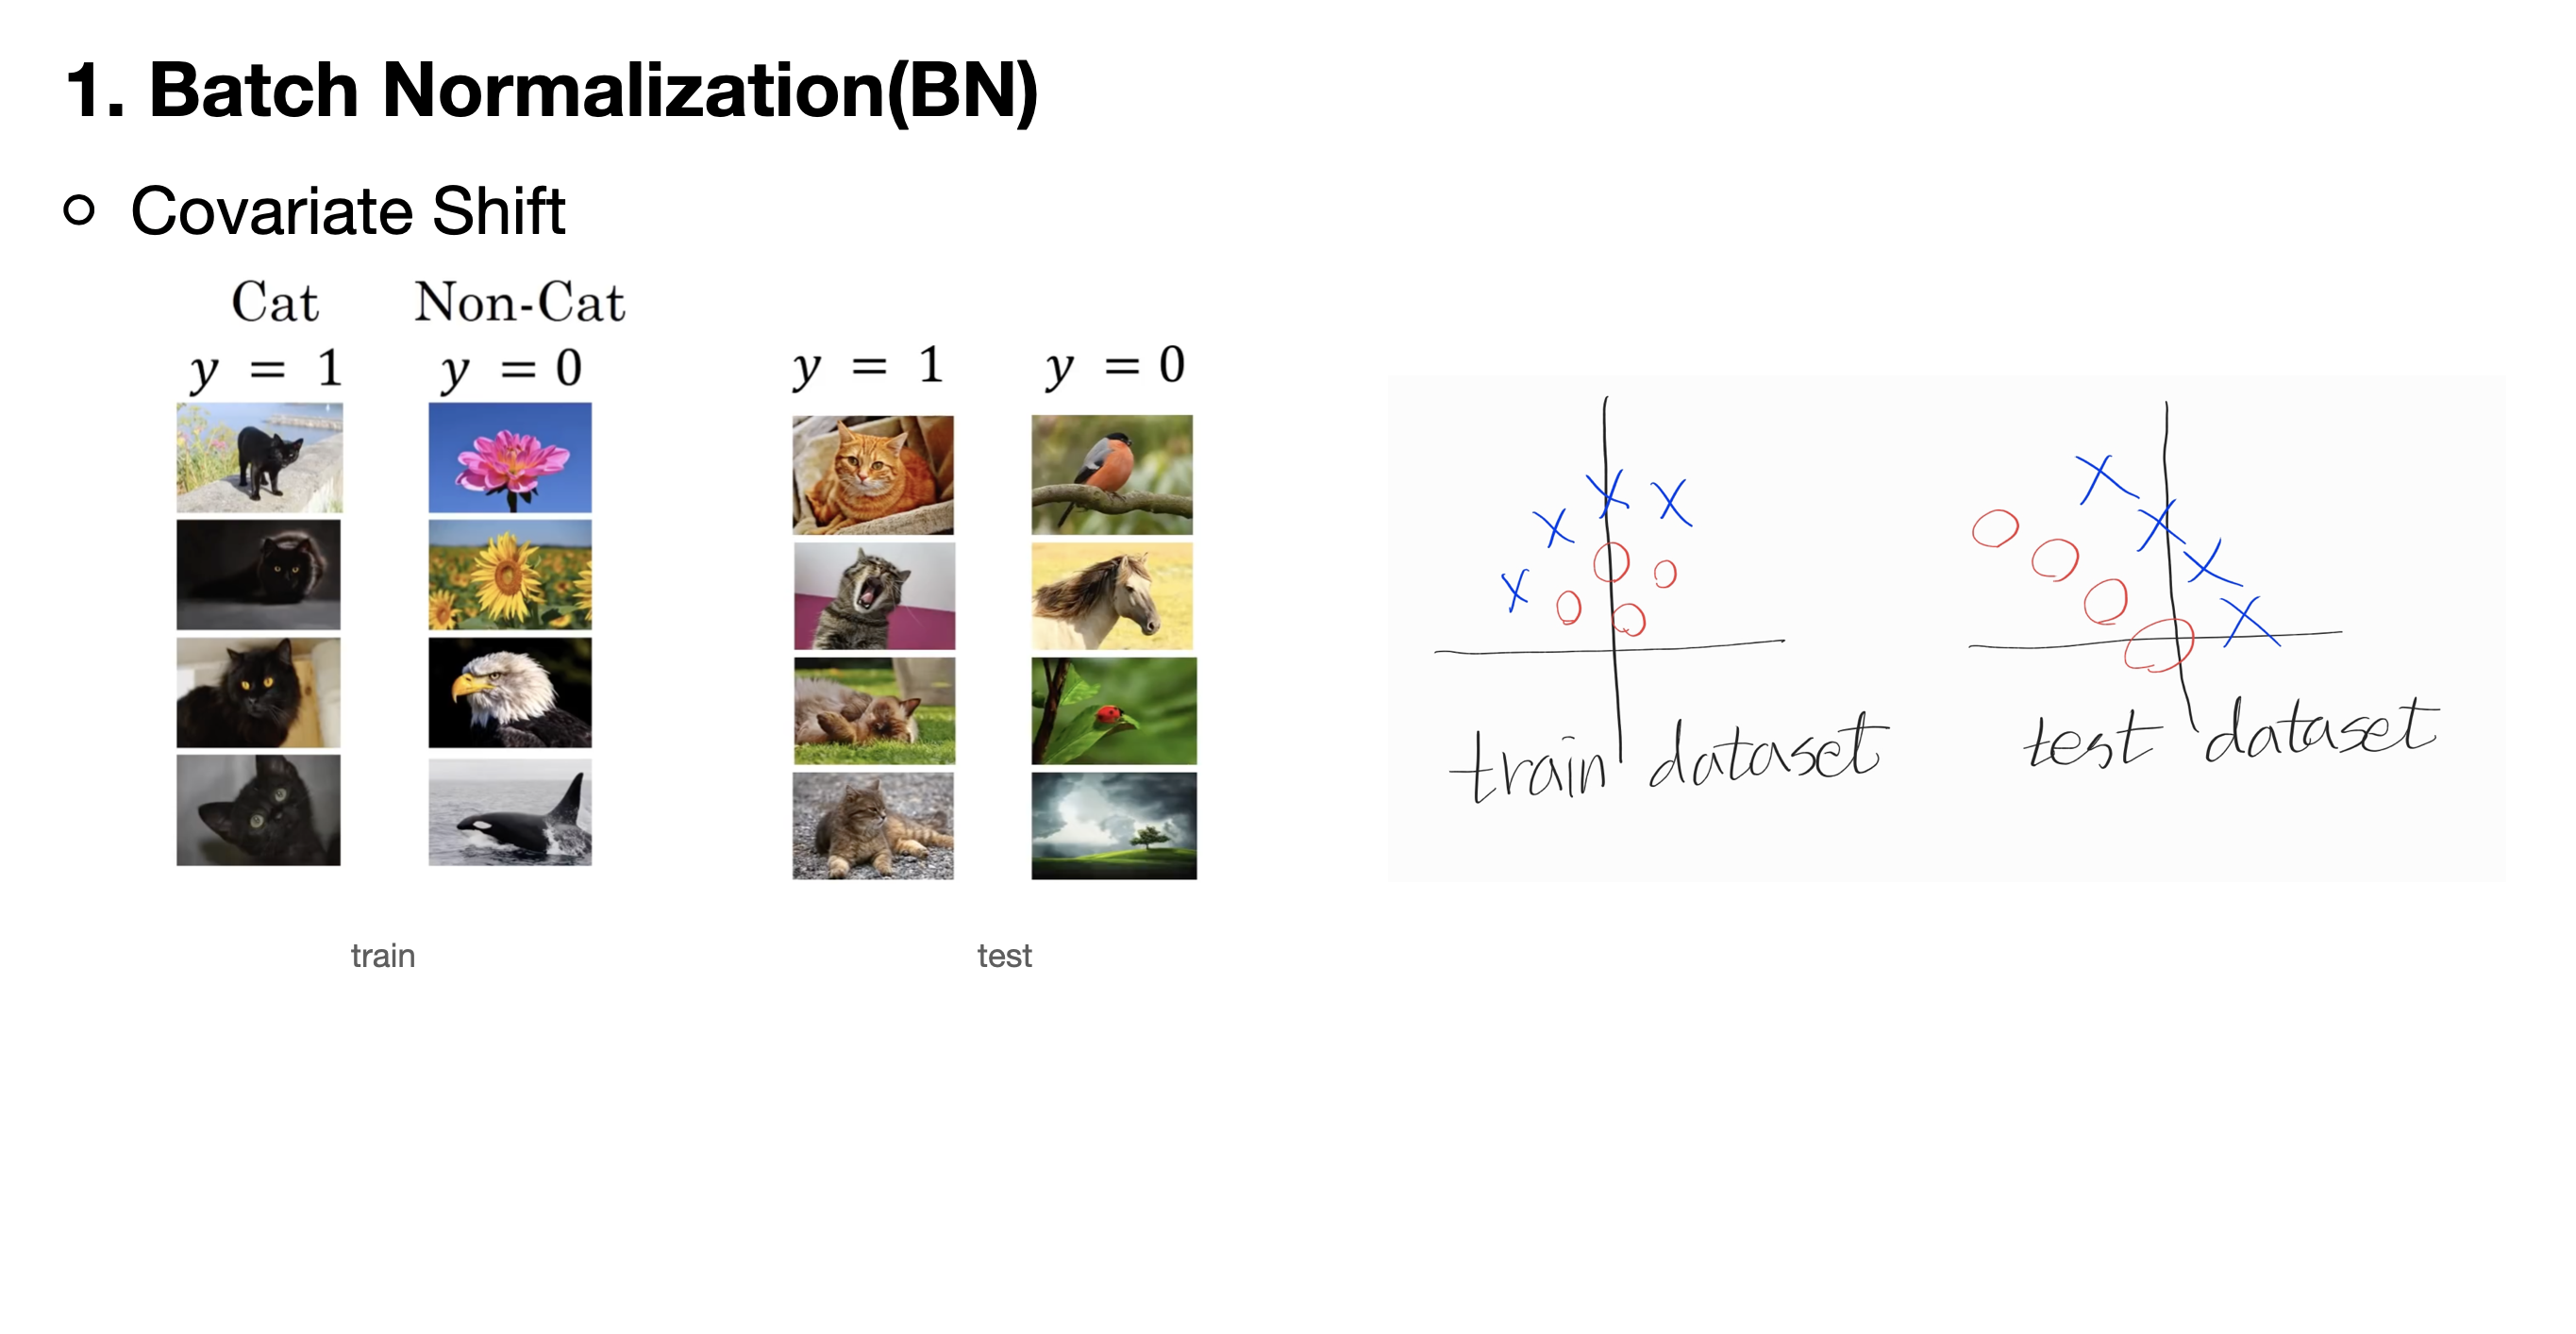 1. Batch Normalization(BN)
Covariate Shift
Cat Non-Cat
y = 1 y = 0 y = 1 y = 0
train dataset test dataset
train test